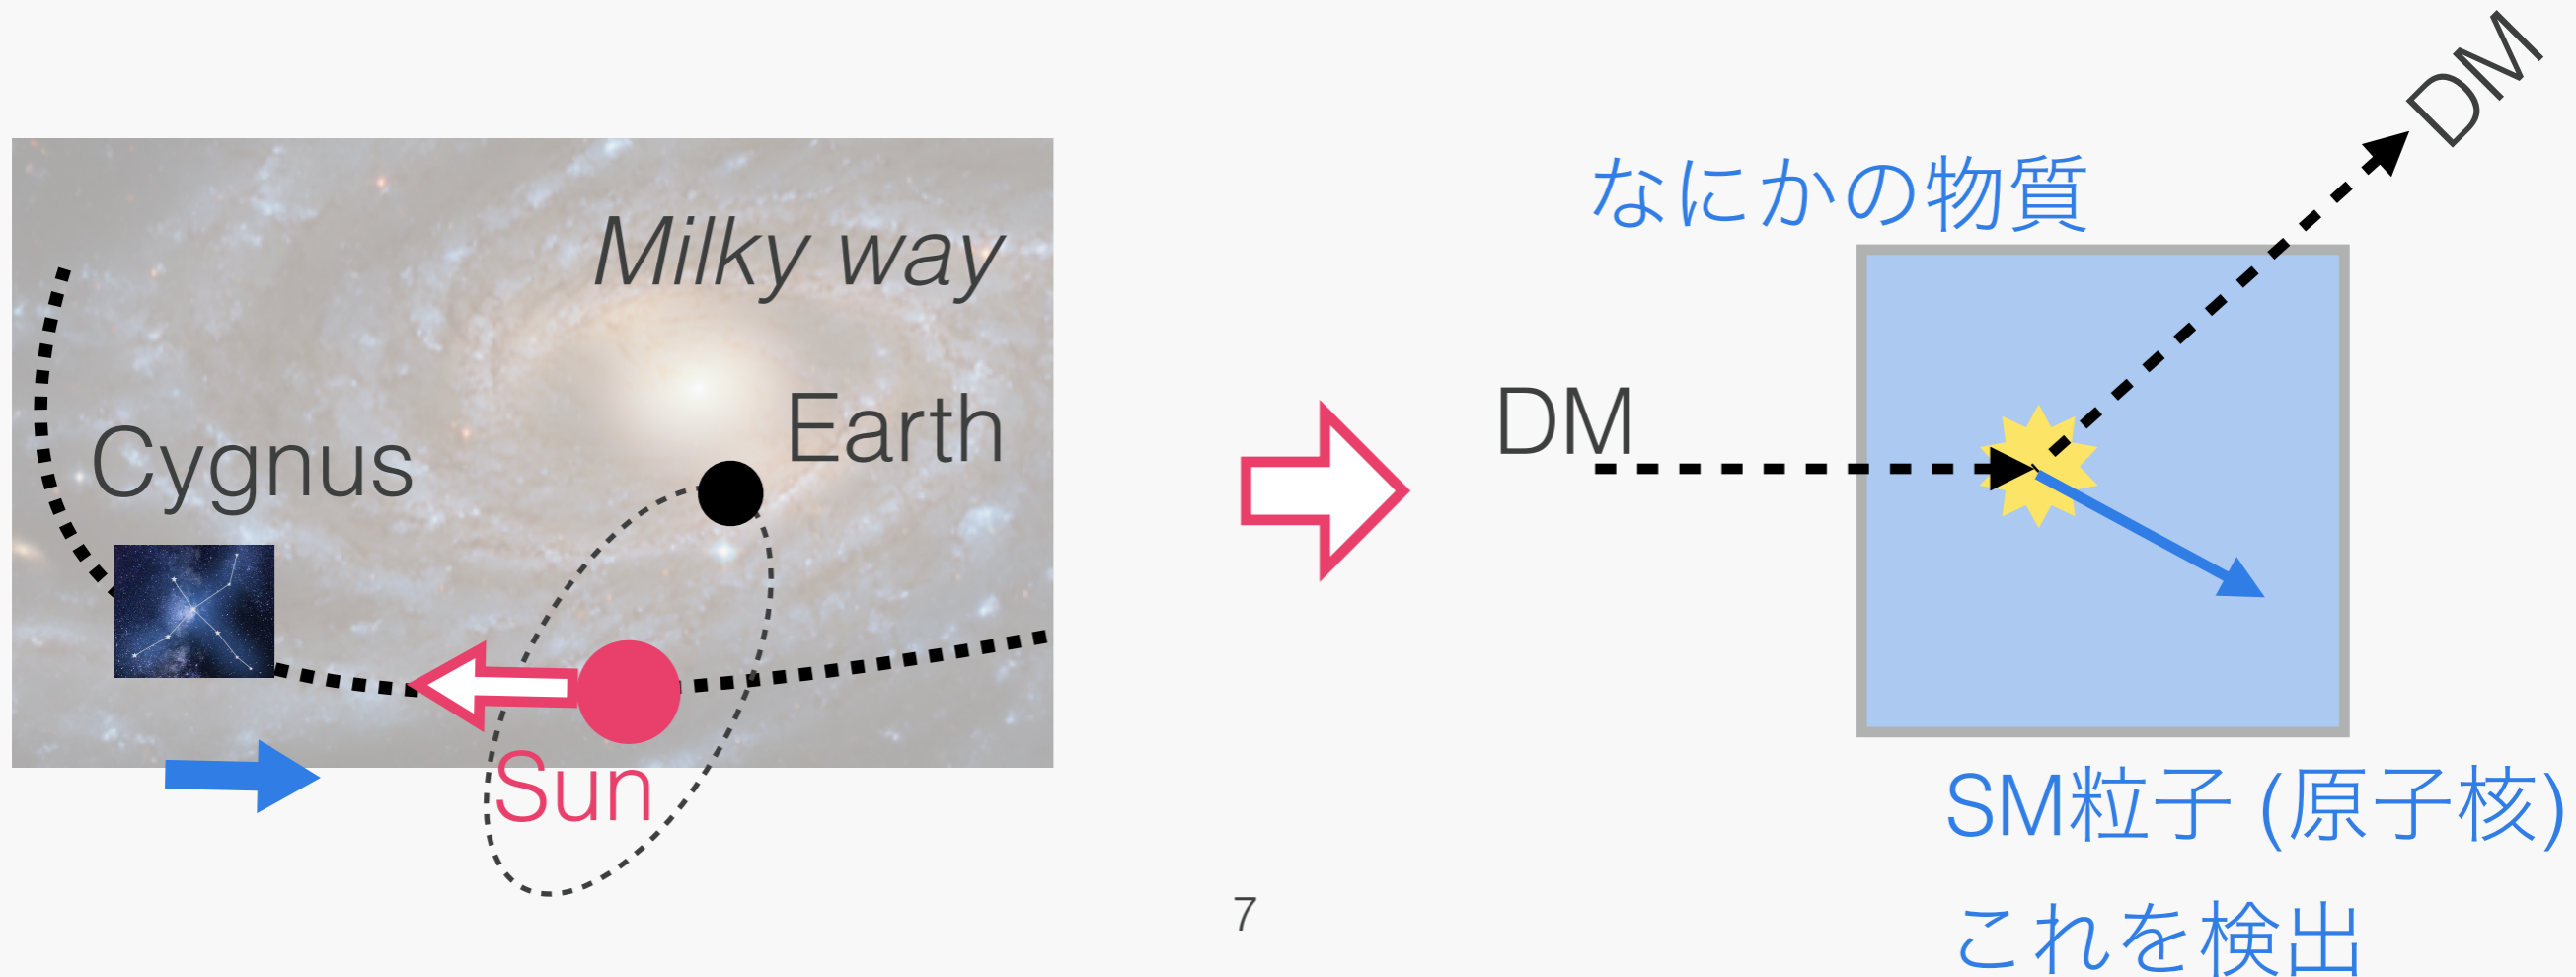 Milky way
Earth
Cygnus
Sun
なにかの物質
DM
DM
SM粒子 (原子核)
これを検出
7